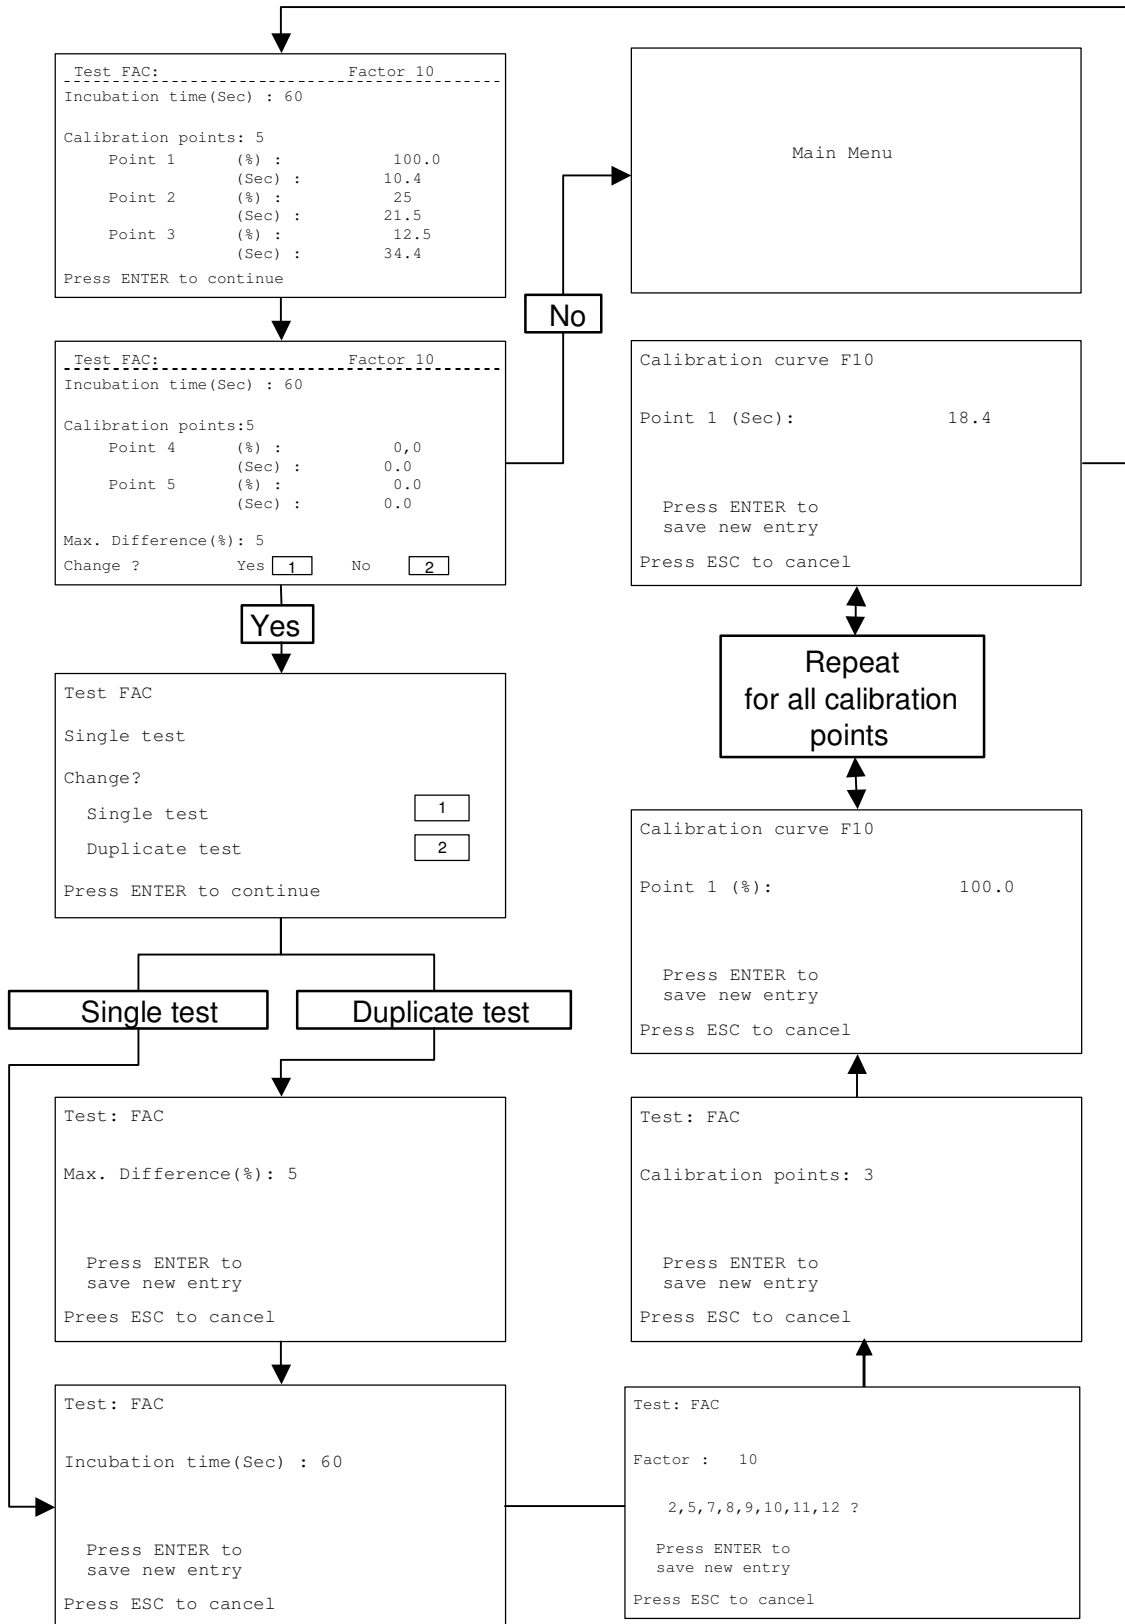 Test FAC: Factor 10
Incubation time(Sec) : 60
Calibration points: 5
Point 1 (%) : 100.0
(Sec) : 10.4
Point 2 (%) : 25
(Sec) : 21.5
Point 3 (%) : 12.5
(Sec) : 34.4
Press ENTER to continue
Test FAC: Factor 10
Incubation time(Sec) : 60
Calibration points:5
Point 4 (%) : 0,0
(Sec) : 0.0
Point 5 (%) : 0.0
(Sec) : 0.0
Max. Difference(%): 5
Change ? Yes 1 No 2
No
Main Menu
Yes
Test FAC
Single test
Change?
Single test 1
Duplicate test 2
Press ENTER to continue
Single test
Duplicate test
Test: FAC
Max. Difference(%): 5
Press ENTER to
save new entry
Prees ESC to cancel
Test: FAC
Incubation time(Sec) : 60
Press ENTER to
save new entry
Press ESC to cancel
Test: FAC
Factor : 10
2,5,7,8,9,10,11,12 ?
Press ENTER to
save new entry
Press ESC to cancel
Test: FAC
Calibration points: 3
Press ENTER to
save new entry
Press ESC to cancel
Calibration curve F10
Point 1 (%): 100.0
Press ENTER to
save new entry
Press ESC to cancel
Repeat
for all calibration
points
Calibration curve F10
Point 1 (Sec): 18.4
Press ENTER to
save new entry
Press ESC to cancel